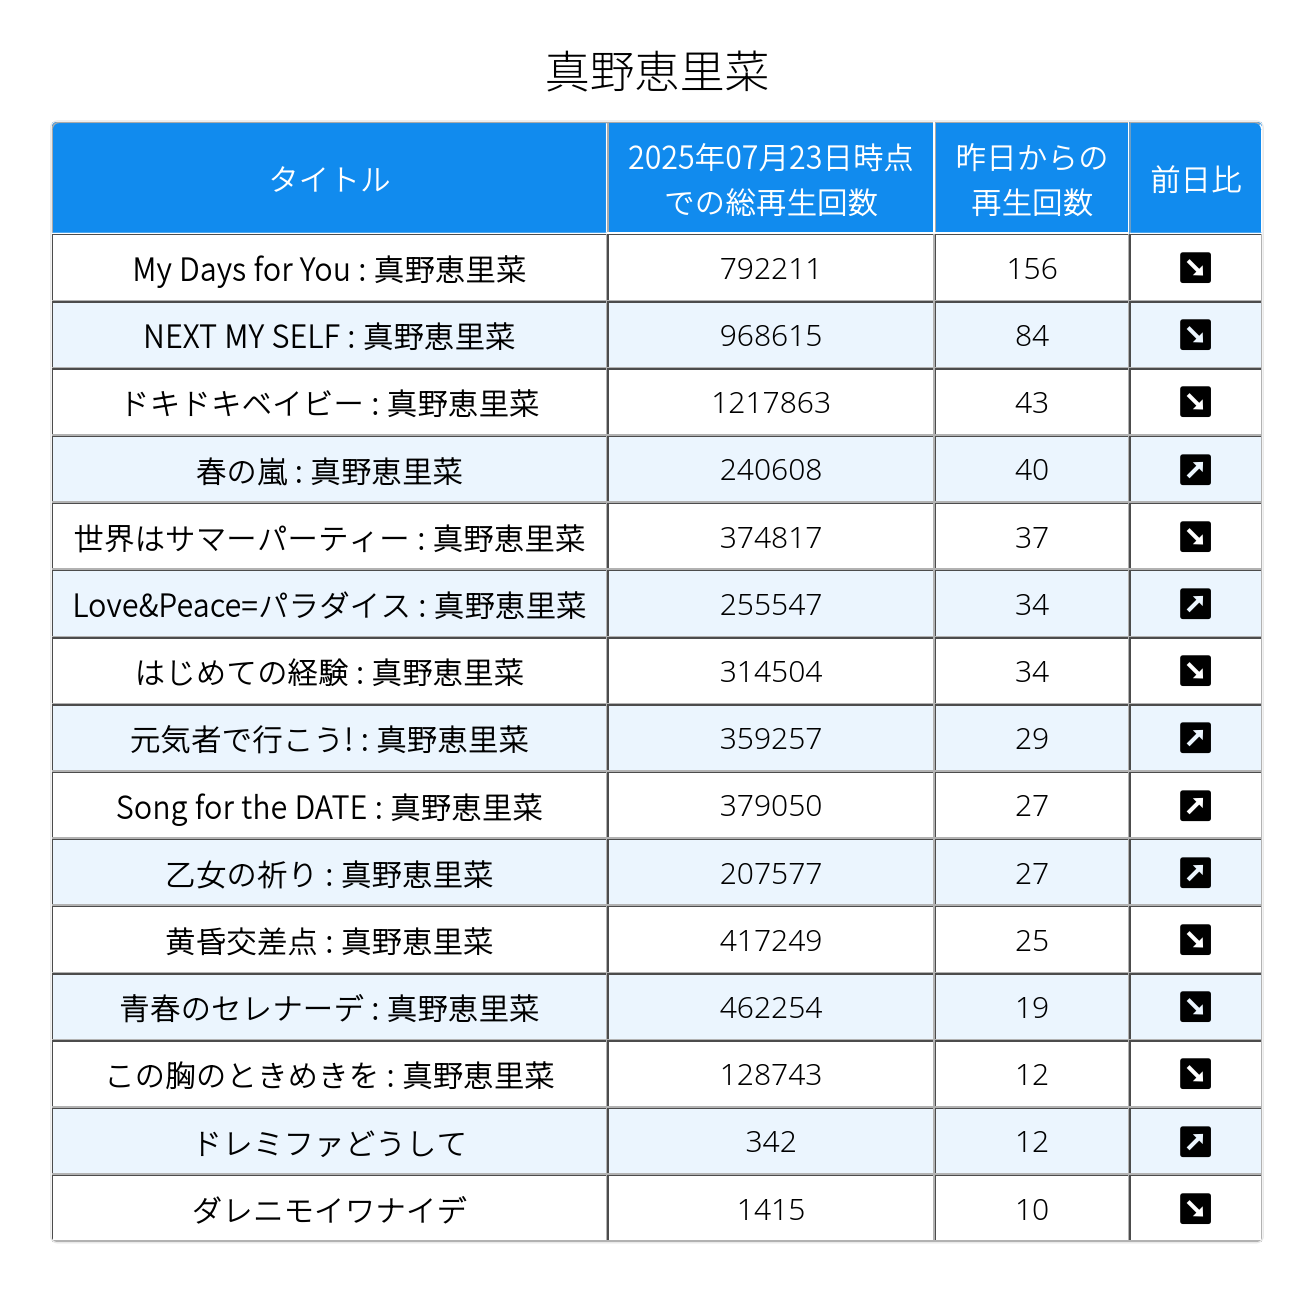 真野恵里菜
タイトル
2025年07月23日時点
での総再生回数
昨日からの
再生回数
前日比
My Days for You : 真野恵里菜 792211 156 ↘
NEXT MY SELF : 真野恵里菜 968615 84 ↘
ドキドキベイビー : 真野恵里菜 1217863 43 ↘
春の嵐 : 真野恵里菜 240608 40 ↗
世界はサマーパーティー : 真野恵里菜 374817 37 ↘
Love&Peace=パラダイス : 真野恵里菜 255547 34 ↗
はじめての経験 : 真野恵里菜 314504 34 ↘
元気者で行こう! : 真野恵里菜 359257 29 ↗
Song for the DATE : 真野恵里菜 379050 27 ↗
乙女の祈り : 真野恵里菜 207577 27 ↗
黄昏交差点 : 真野恵里菜 417249 25 ↘
青春のセレナーデ : 真野恵里菜 462254 19 ↘
この胸のときめきを : 真野恵里菜 128743 12 ↘
ドレミファどうして 342 12 ↗
ダレニモイワナイデ 1415 10 ↘